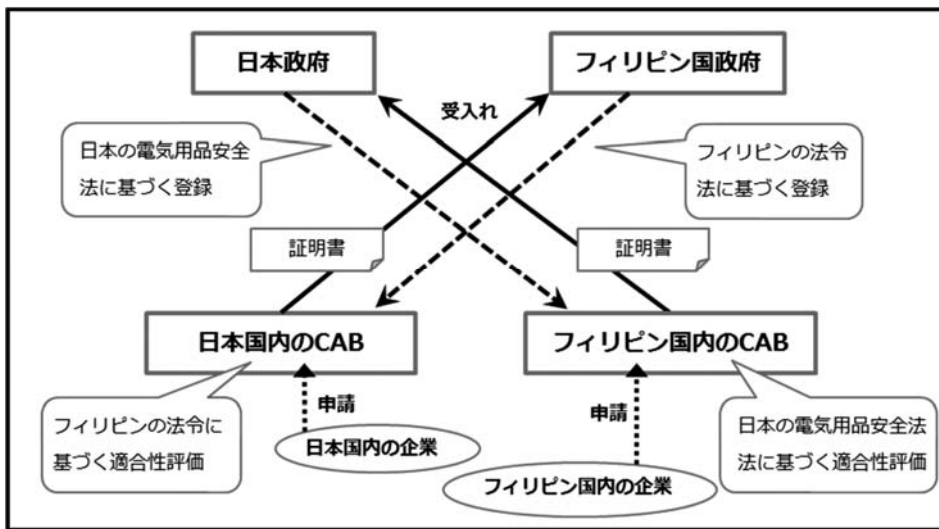 日本政府
フィリピン国政府
受入れ
日本の電気用品安全
法に基づく登録
フィリピンの法令
法に基づく登録
証明書
証明書
日本国内のCAB
フィリピン国内のCAB
申請
申請
フィリピンの法令に
基づく適合性評価
日本国内の企業
日本の電気用品安全法
法に基づく適合性評価
フィリピン国内の企業